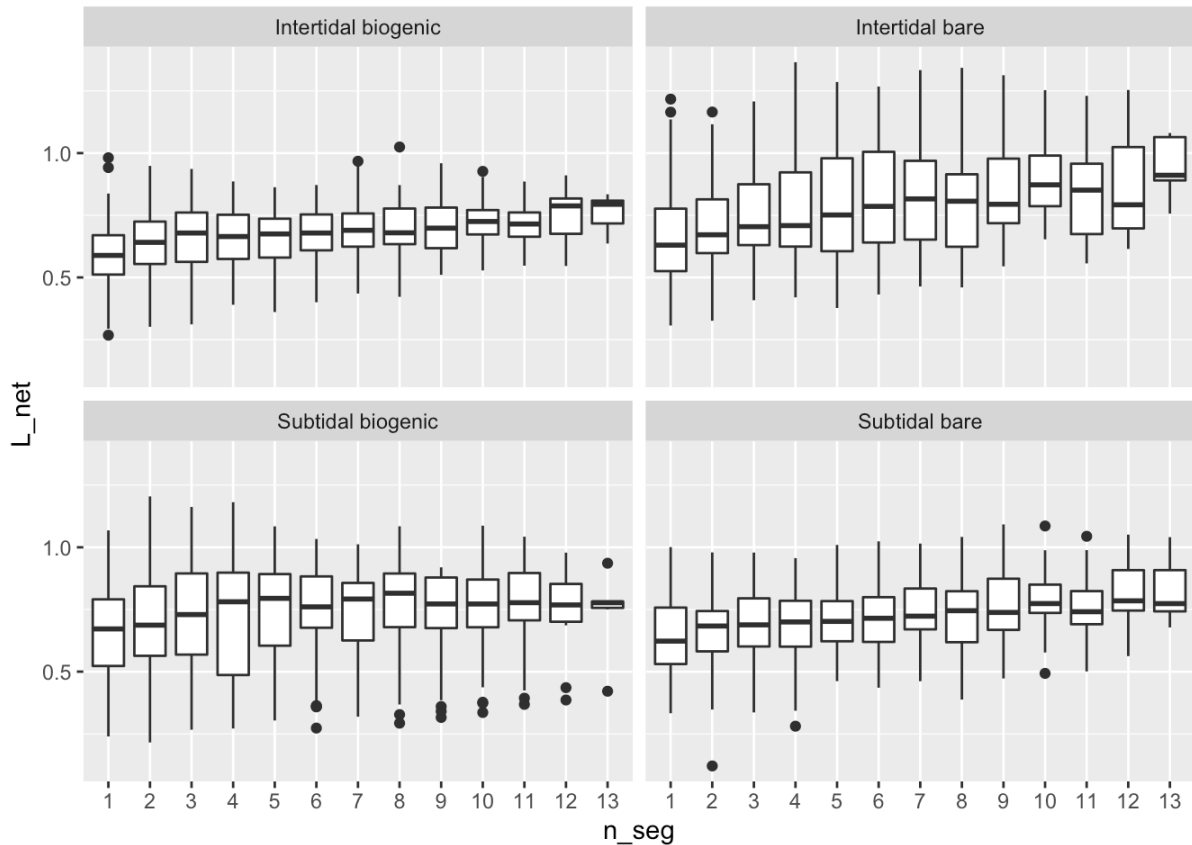 Intertidal biogenic
Intertidal bare
1.0
0.5
L_net
Subtidal biogenic
Subtidal bare
1.0
0.5
1 2 3 4 5 6 7 8 9 10 11 12 13
1 2 3 4 5 6 7 8 9 10 11 12 13
n_seg